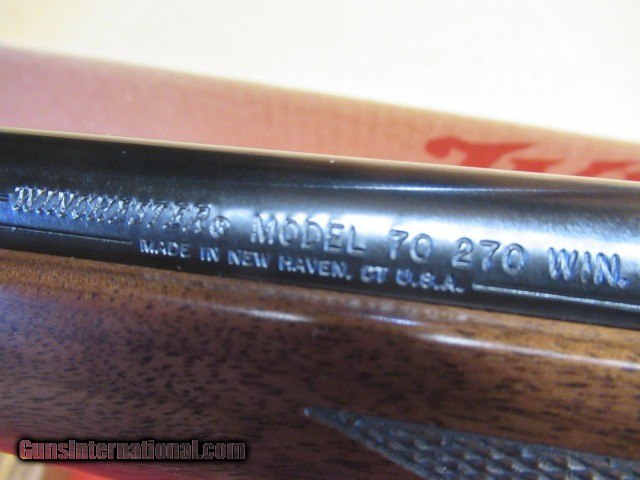 WINCHESTER® MODEL 70 270 WIN.
MADE IN NEW HAVEN, CT U.S.A.
GunsInternational.com